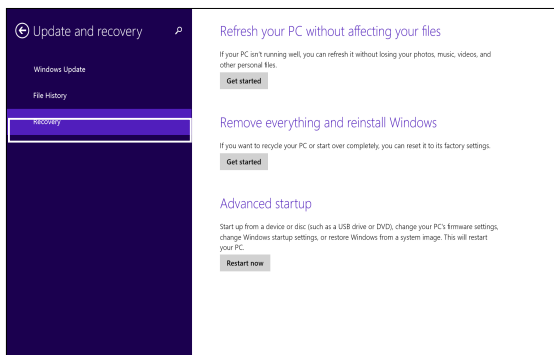 Update and recovery
Windows Update
File History
Recovery
Refresh your PC without affecting your files
If your PC isn't running well, you can refresh it without losing your photos, music, videos, and
other personal files.
Get started
Remove everything and reinstall Windows
If you want to recycle your PC or start over completely, you can reset it to its factory settings.
Get started
Advanced startup
Start up from a device or disc (such as a USB drive or DVD), change your PC's firmware settings,
change Windows startup settings, or restore Windows from a system image. This will restart
your PC.
Restart now